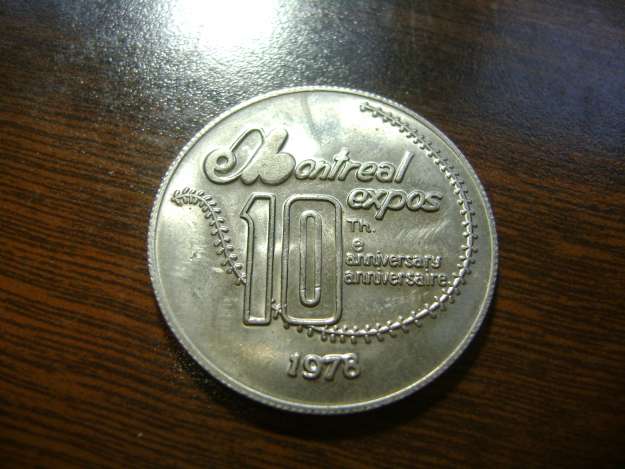 Montreal
expos
10
Th.
e
anniversary
anniversaire
1978